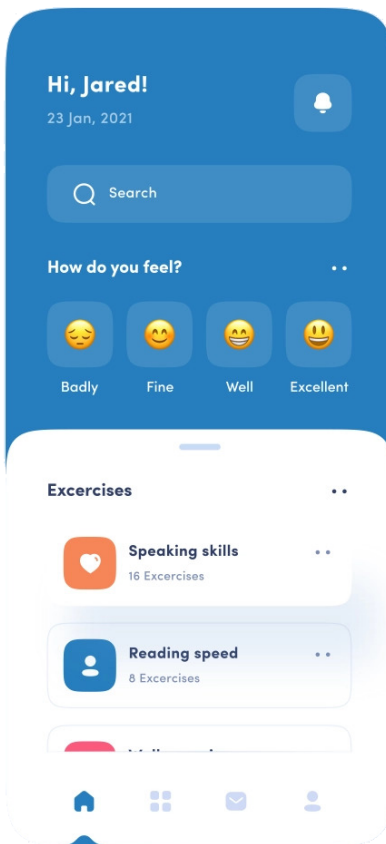 Hi, Jared!
23 Jan, 2021
Search
How do you feel?
Badly Fine Well Excellent
Excercises
Speaking skills
16 Excercises
Reading speed
8 Excercises